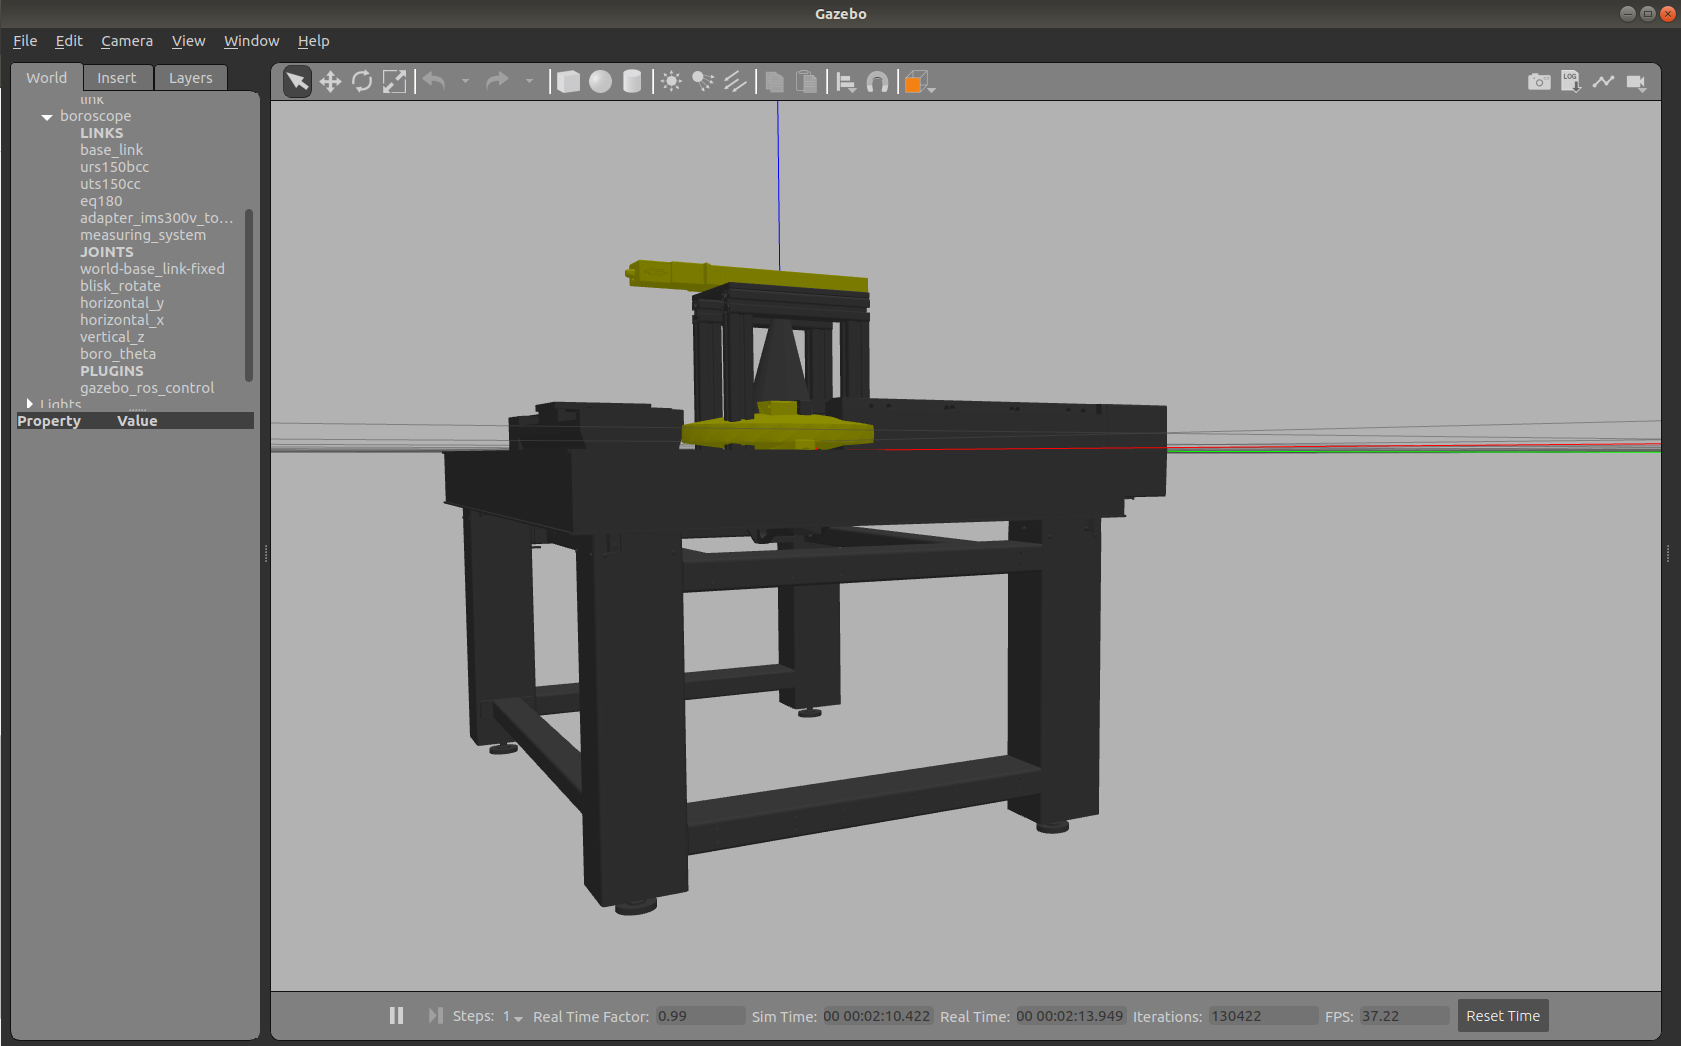 Gazebo
File Edit Camera View Window Help
World Insert Layers
link
boroscope
LINKS
base_link
urs150bcc
uts150cc
eq180
adapter_ims300v_to...
measuring_system
JOINTS
world-base_link-fixed
blisk_rotate
horizontal_y
horizontal_x
vertical_z
boro_theta
PLUGINS
gazebo_ros_control
Lights
Property Value
LOG
Steps: 1 Real Time Factor: 0.99 Sim Time: 00 00:02:10.422 Real Time: 00 00:02:13.949 Iterations: 130422 FPS: 37.22 Reset Time